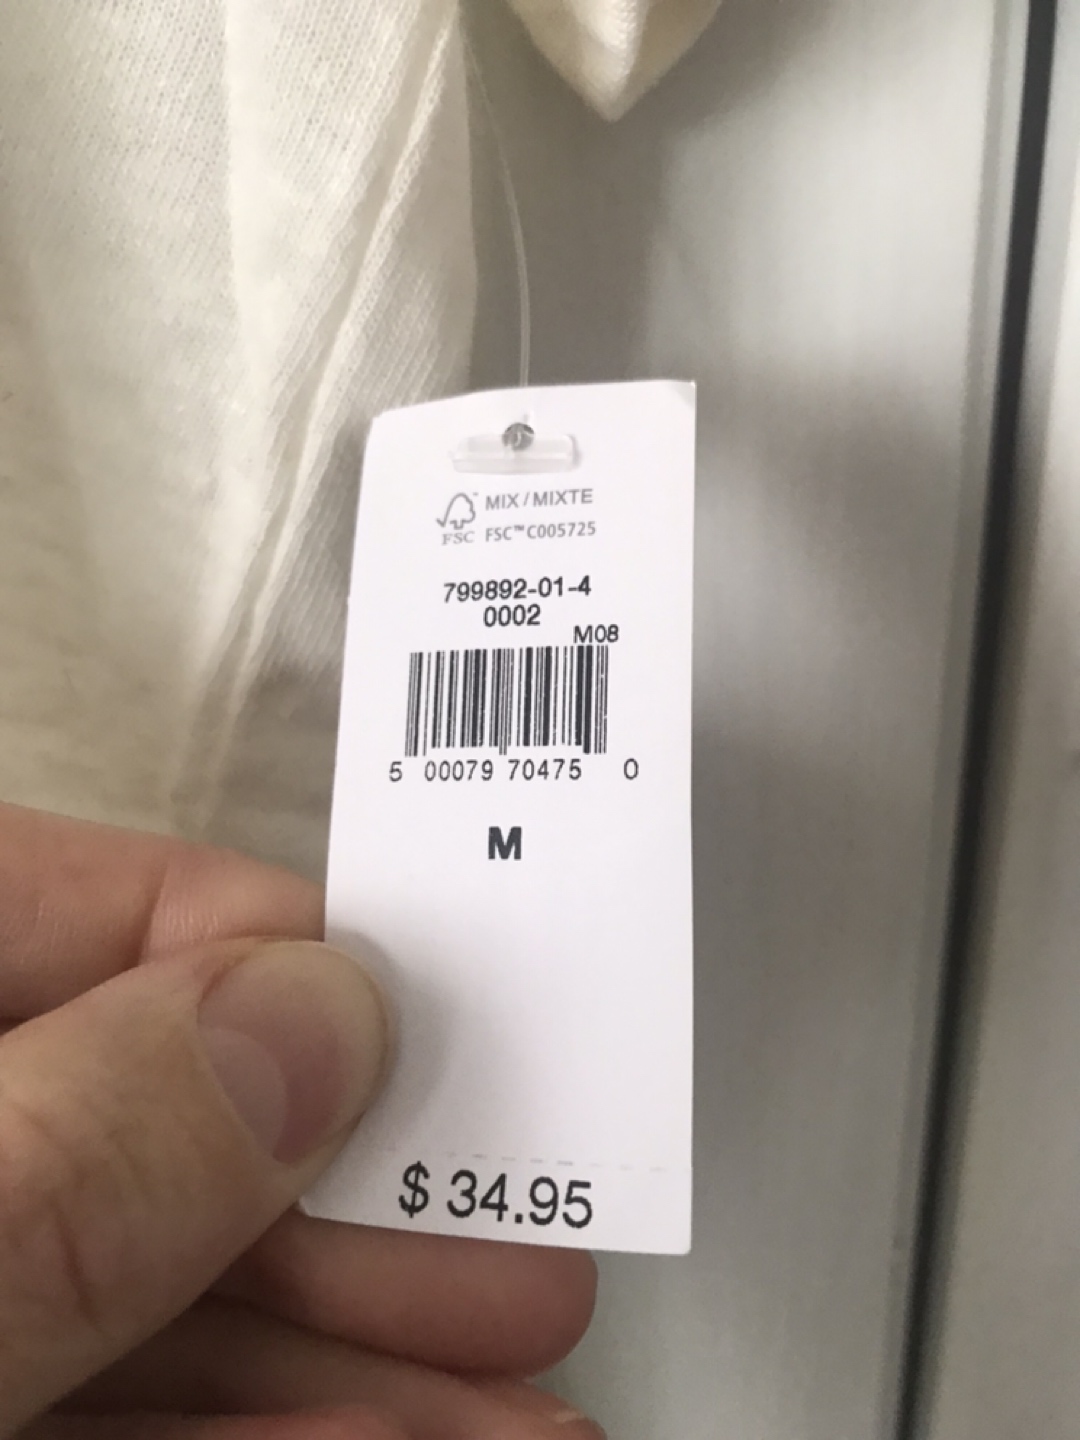 MIX / MIXTE
FSC FSC™ C005725
799892-01-4
0002
M08
5 00079 70475 0
M
$ 34.95